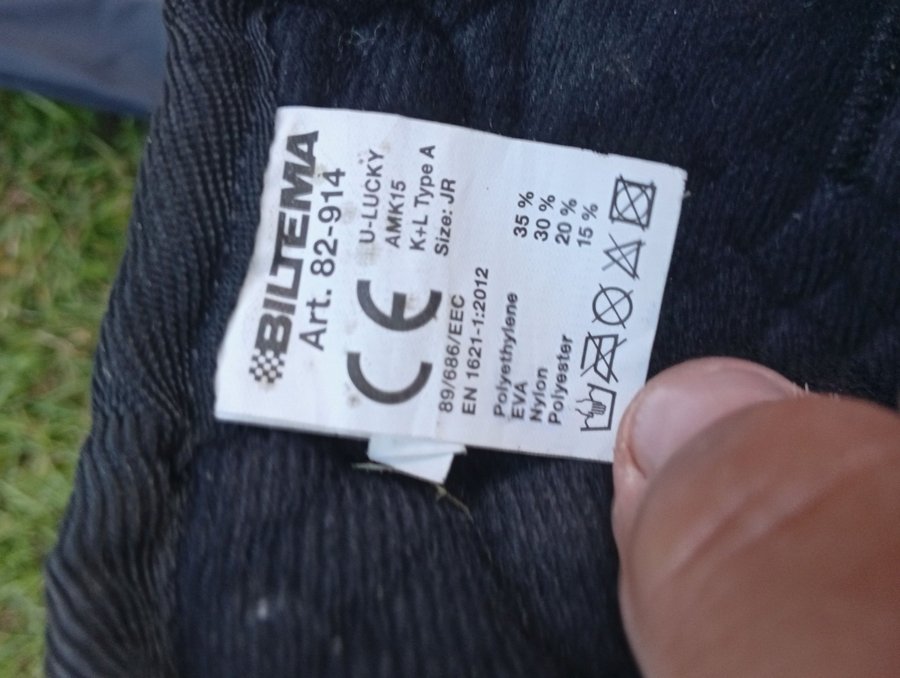 BILTEMA
Art. 82-914
CE
U-LUCKY
AMK15
K+L Type A
Size: JR
89/686/EEC
EN 1621-1:2012
Polyethylene 35 %
EVA 30 %
Nylon 20 %
Polyester 15 %